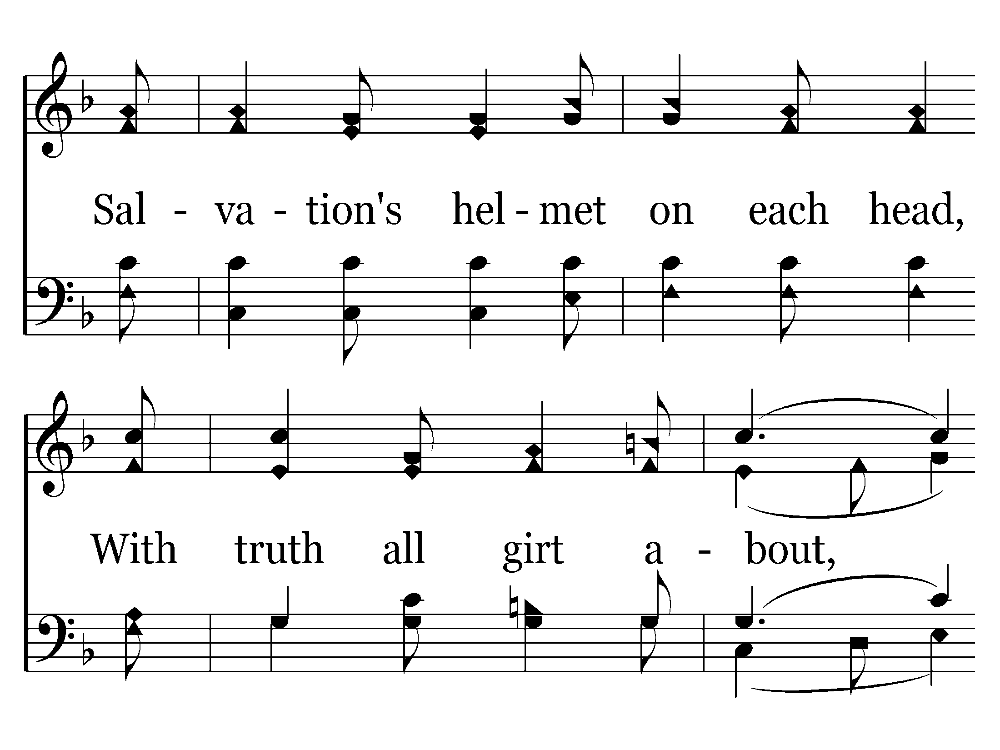 Sal - va - tion's hel - met on each head,
With truth all girt a - bout,